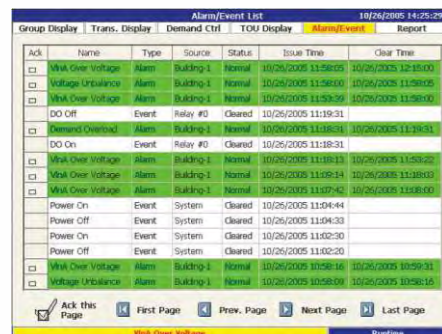 Alarm/Event List 10/26/2005 14:25:29
Group Display Trans. Display Demand Ctrl TOU Display Alarm/Event Report
Ack Name Type Source Status Issue Time Clear Time
VlnA Over Voltage Alarm Building-1 Normal 10/26/2005 11:58:05 10/26/2005 12:15:00
Voltage Unbalance Alarm Building-1 Normal 10/26/2005 11:58:00 10/26/2005 11:58:05
VlnA Over Voltage Alarm Building-1 Normal 10/26/2005 11:53:39 10/26/2005 11:58:00
DO Off Event Relay #0 Cleared 10/26/2005 11:19:31
Demand Overload Alarm Building-1 Normal 10/26/2005 11:18:31 10/26/2005 11:19:31
DO On Event Relay #0 Cleared 10/26/2005 11:18:31
VlnA Over Voltage Alarm Building-1 Normal 10/26/2005 11:18:13 10/26/2005 11:53:22
VlnA Over Voltage Alarm Building-1 Normal 10/26/2005 11:09:14 10/26/2005 11:18:03
VlnA Over Voltage Alarm Building-1 Normal 10/26/2005 11:07:42 10/26/2005 11:08:00
Power On Event System Cleared 10/26/2005 11:04:44
Power Off Event System Cleared 10/26/2005 11:04:33
Power On Event System Cleared 10/26/2005 11:02:30
Power Off Event System Cleared 10/26/2005 11:02:20
VlnA Over Voltage Alarm Building-1 Normal 10/26/2005 10:58:16 10/26/2005 10:59:31
Voltage Unbalance Alarm Building-1 Normal 10/26/2005 10:58:09 10/26/2005 10:58:16
Ack this Page First Page Prev. Page Next Page Last Page
VlnA Over Voltage Runtime